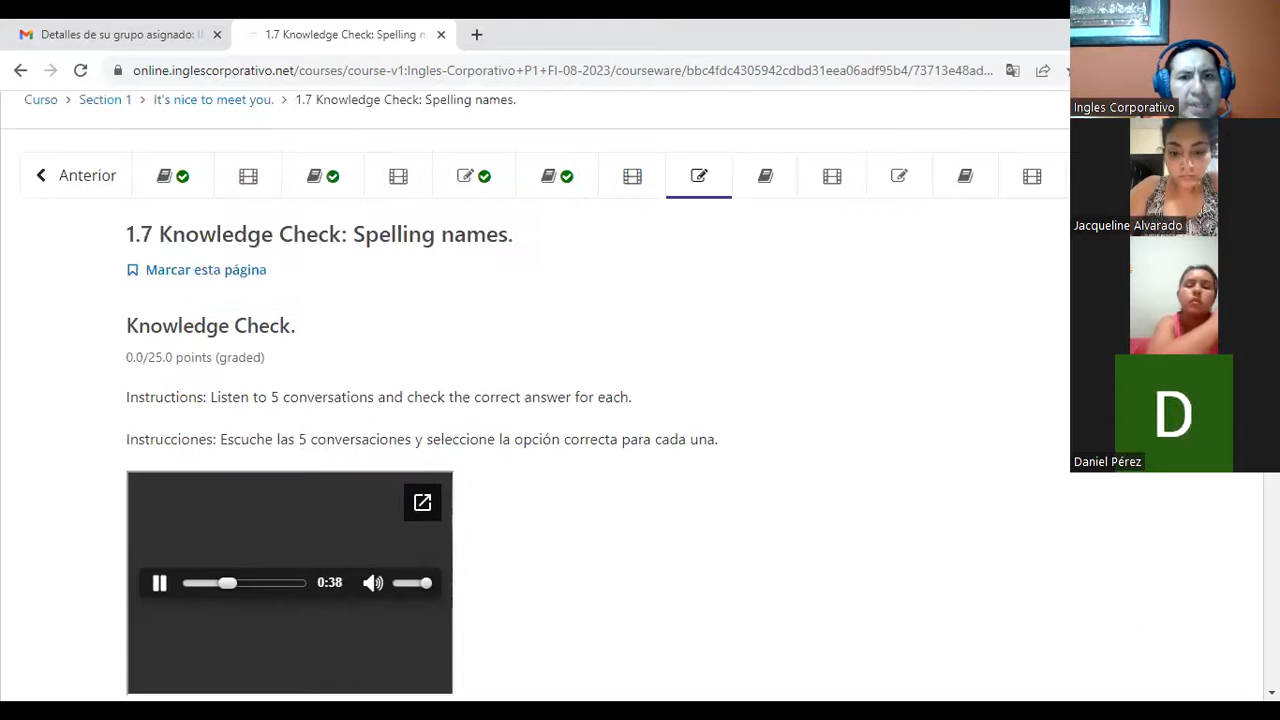 Detalles de su grupo asignado: I
1.7 Knowledge Check: Spelling n
online.inglescorporativo.net/courses/course-v1:Ingles-Corporativo+P1+FI-08-2023/courseware/bbc4fdc4305942cdbd31eea06adf95b4/73713e48ad...
Curso > Section 1 > It's nice to meet you. > 1.7 Knowledge Check: Spelling names.
Anterior
1.7 Knowledge Check: Spelling names.
Marcar esta página
Knowledge Check.
0.0/25.0 points (graded)
Instructions: Listen to 5 conversations and check the correct answer for each.
Instrucciones: Escuche las 5 conversaciones y seleccione la opción correcta para cada una.
0:38
Ingles Corporativo
Jacqueline Alvarado
D
Daniel Pérez